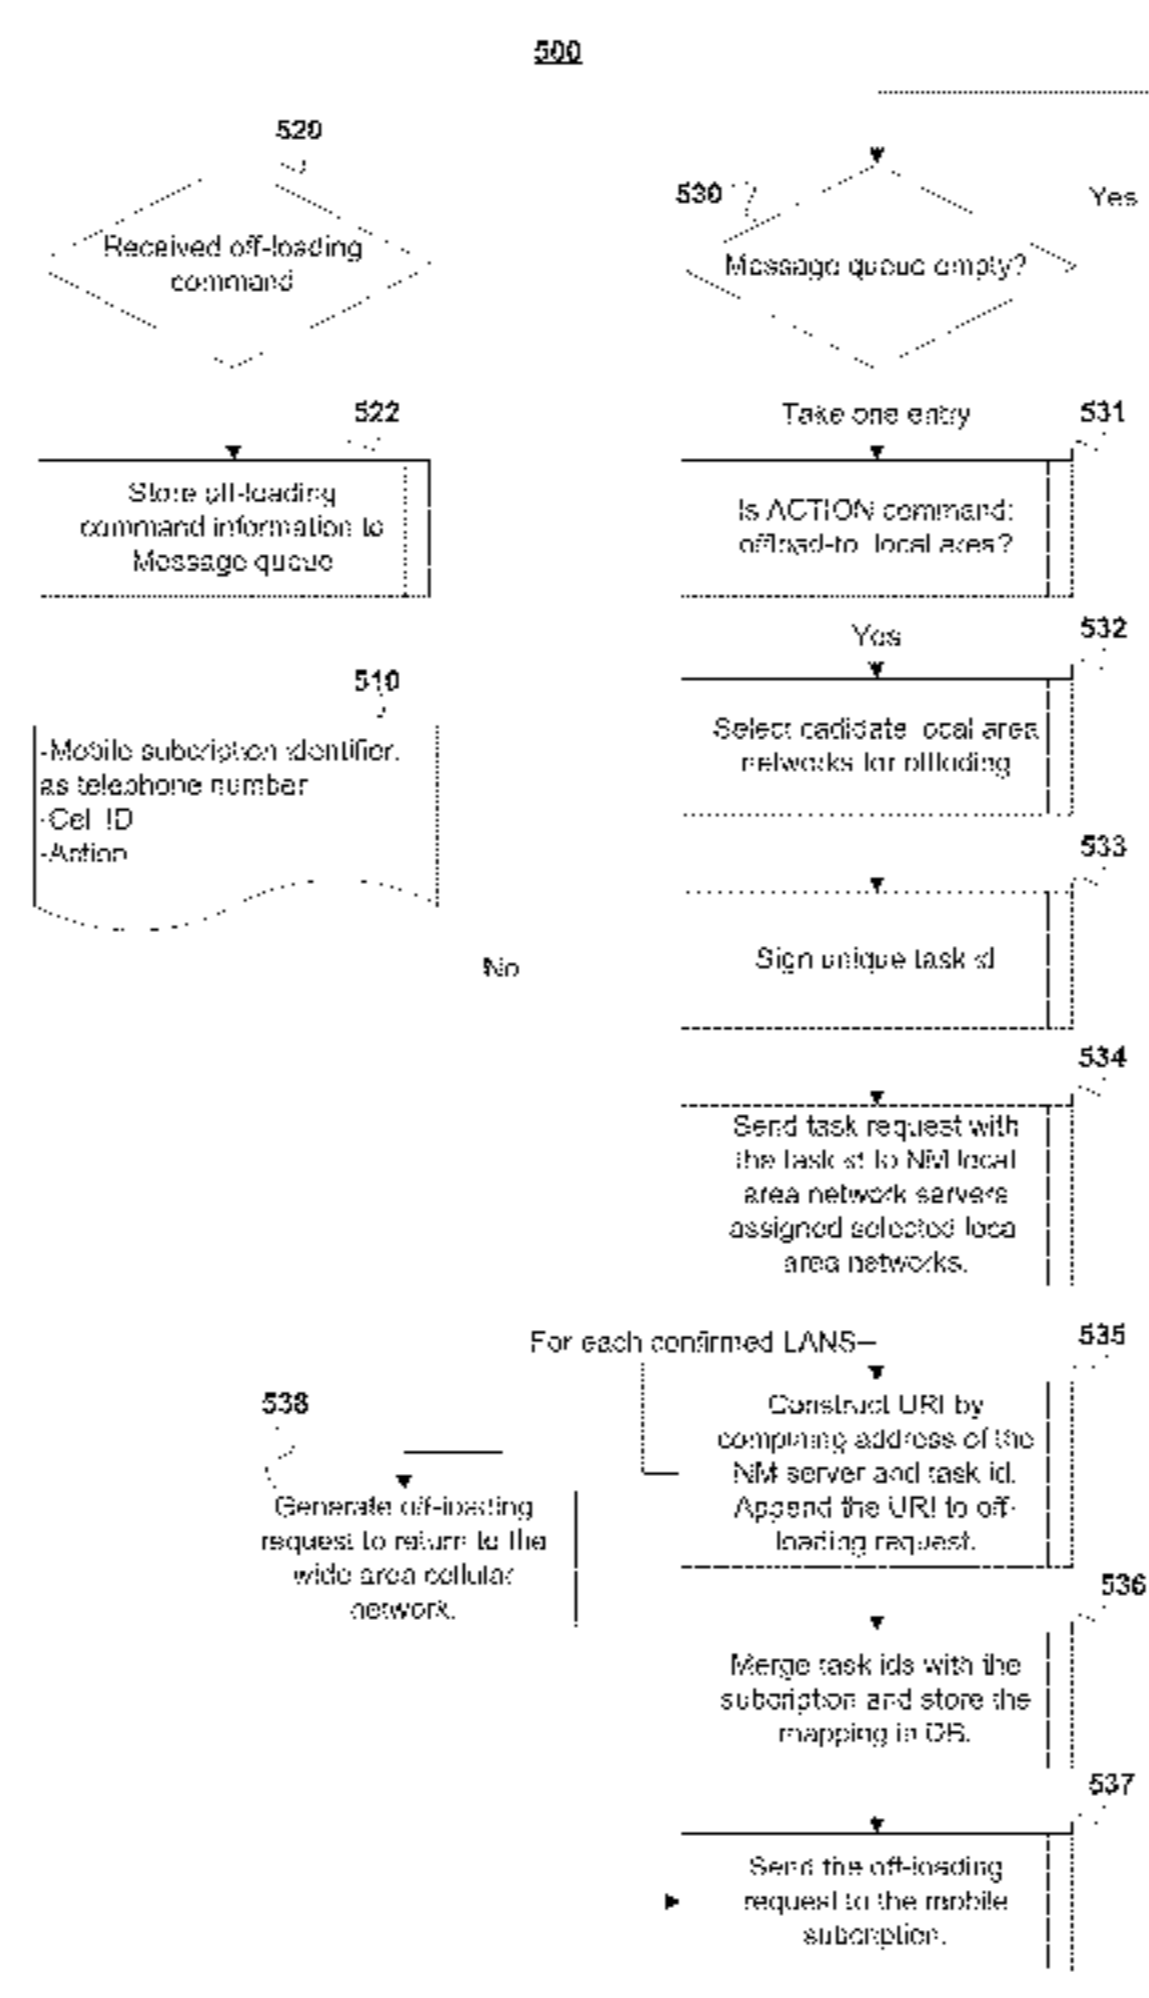 500
520
Received off-loading
command
530
Message queue empty?
Yes
522
Store off-loading
command information to
Message queue
Take one entry
531
Is ACTION command:
offload-to local area?
Yes
532
Select cadidate local area
networks for offloding
510
-Mobile subcription identifier,
as telephone number
-Cell ID
-Action
533
Sign unique task id
No
534
Send task request with
the task id to NM local
area network servers
assigned selected local
area networks.
For each confirmed LANS
535
Construct URI by
combining address of the
NM server and task id.
Append the URI to off-
loading request.
538
Generate off-loading
request to return to the
wide area cellular
network.
536
Merge task ids with the
subcription and store the
mapping in DB.
537
Send the off-loading
request to the mobile
subcription.